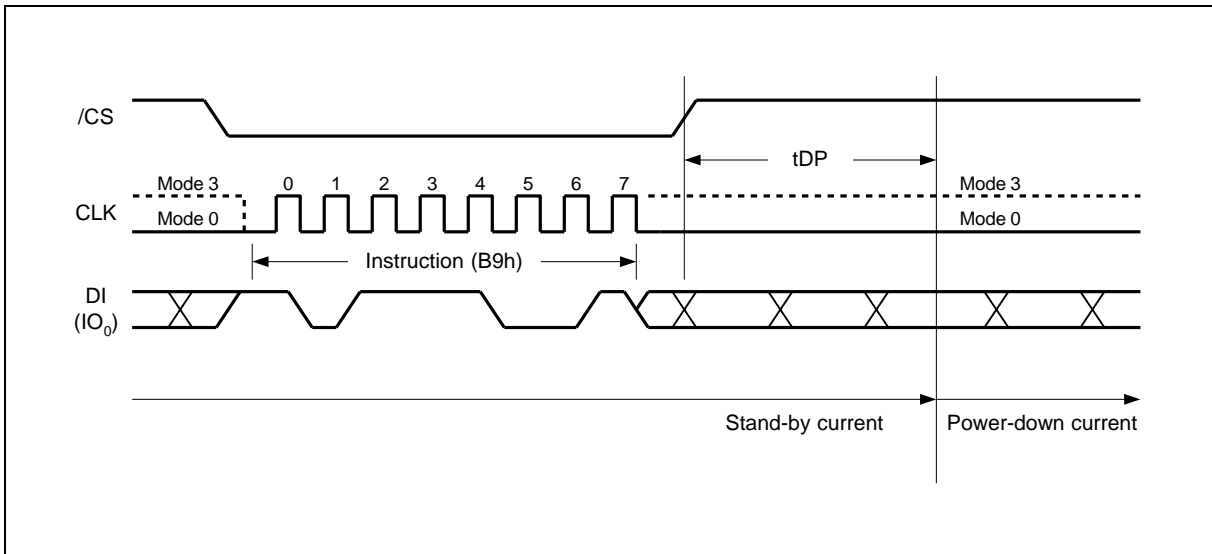 /CS
tDP
Mode 3 0 1 2 3 4 5 6 7 Mode 3
CLK
Mode 0 Mode 0
Instruction (B9h)
DI
(IO0)
Stand-by current Power-down current